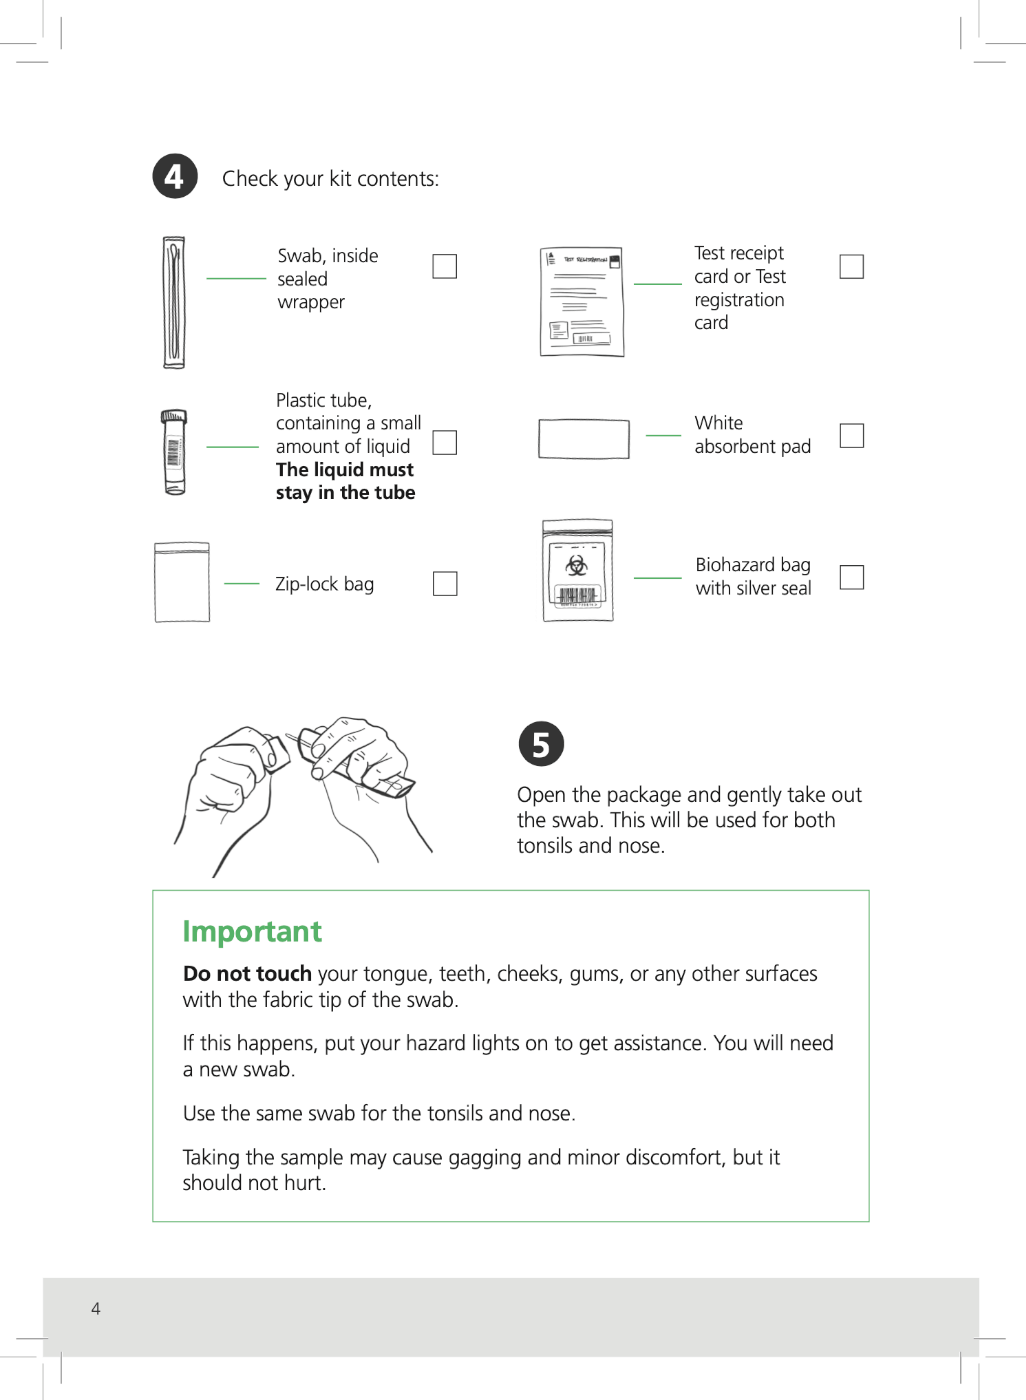 4
Check your kit contents:
Swab, inside
sealed
wrapper
Test receipt
card or Test
registration
card
TEST REGISTRATION
Plastic tube,
containing a small
amount of liquid
The liquid must
stay in the tube
White
absorbent pad
Zip-lock bag
Biohazard bag
with silver seal
5
Open the package and gently take out
the swab. This will be used for both
tonsils and nose.
Important
Do not touch your tongue, teeth, cheeks, gums, or any other surfaces
with the fabric tip of the swab.
If this happens, put your hazard lights on to get assistance. You will need
a new swab.
Use the same swab for the tonsils and nose.
Taking the sample may cause gagging and minor discomfort, but it
should not hurt.
4